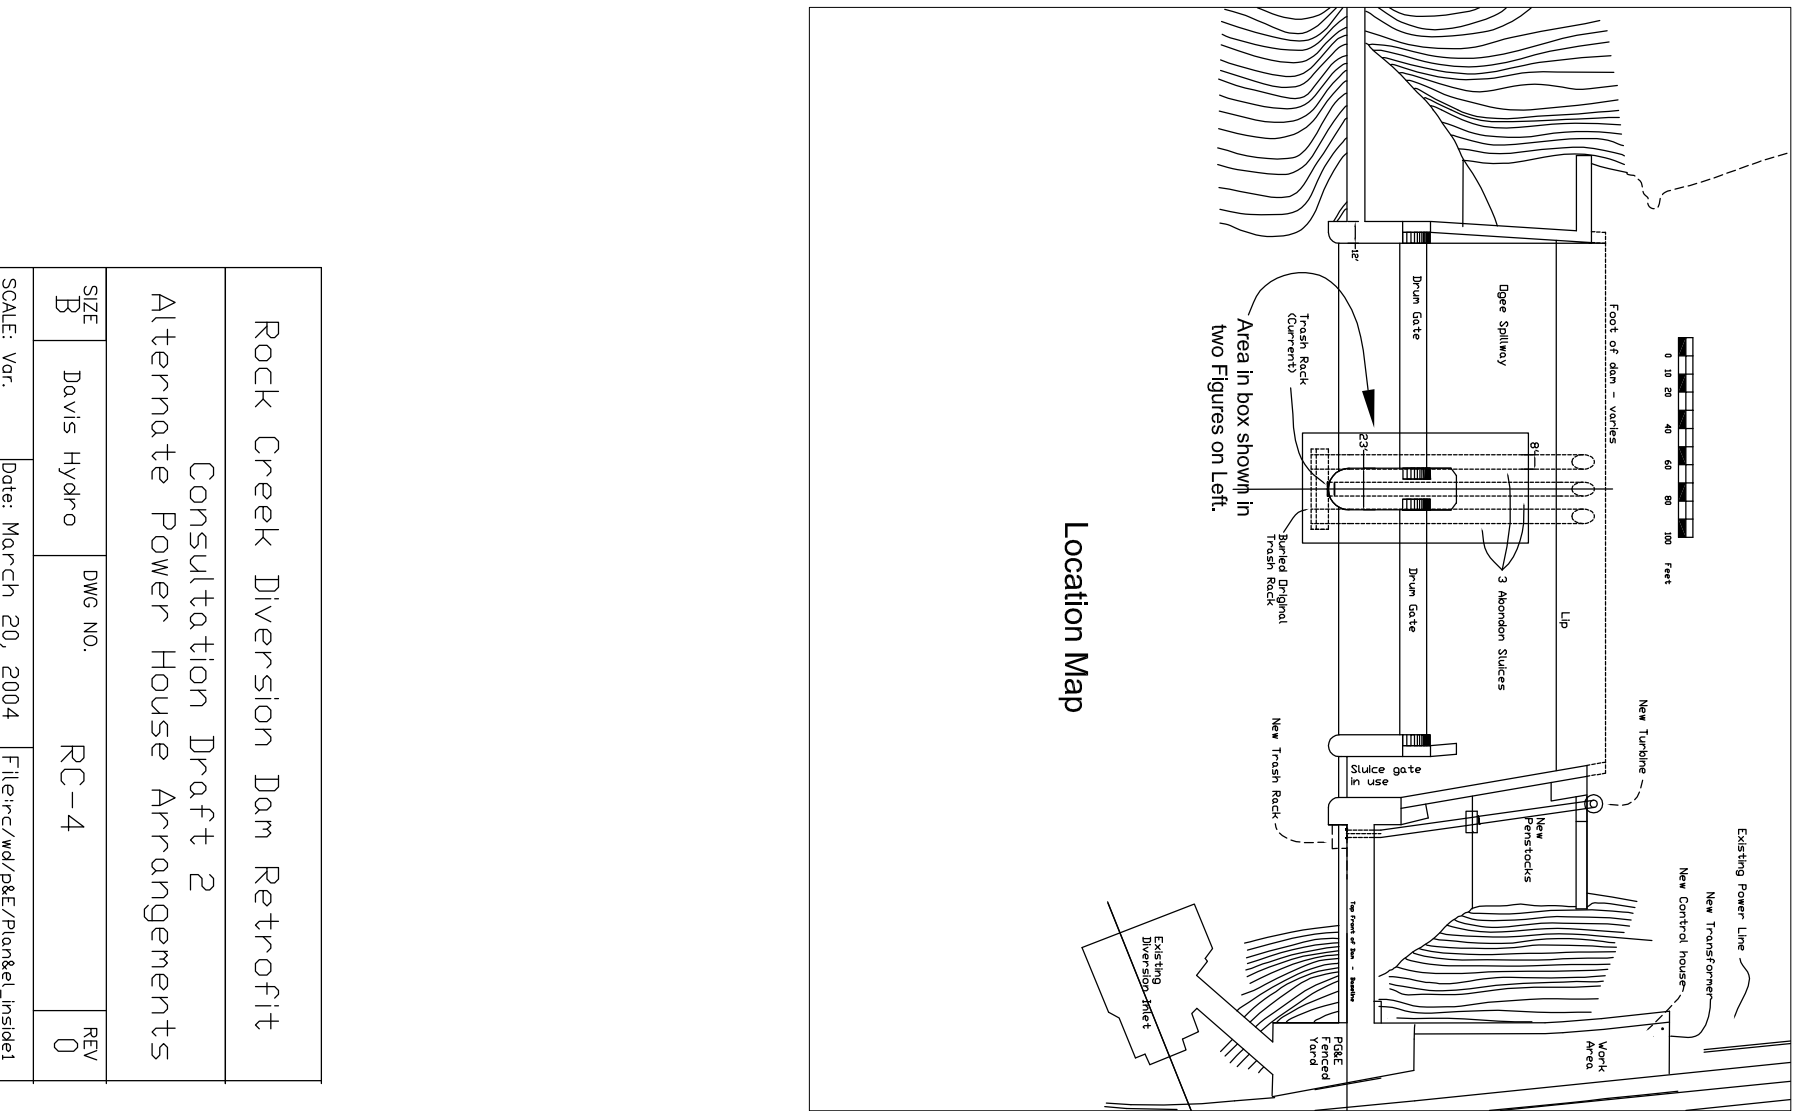 Foot of dam - varies
0 10 20 40 60 80 100 Feet
Ogee Spillway
Drum Gate
12'
Trash Rack
(Current)
Area in box shown in
two Figures on Left.
23'
8'
Buried Original
Trash Rack
Drum Gate
3 Abondon Sluices
Lip
Location Map
New Turbine
New Trash Rack
Sluice gate
in use
New
Penstocks
Existing Power Line
New Control house
New Transformer
Top Front of Dam - Baseline
Existing
Diversion Inlet
PG&E
Fenced
Yard
Work
Area
Rock Creek Diversion Dam Retrofit
Consultation Draft 2
Alternate Power House Arrangements
SIZE
B
Davis Hydro
DWG NO.
RC-4
REV
0
SCALE: Var.
Date: March 20, 2004
File:rc/wd/p&E/Plan&el_inside1